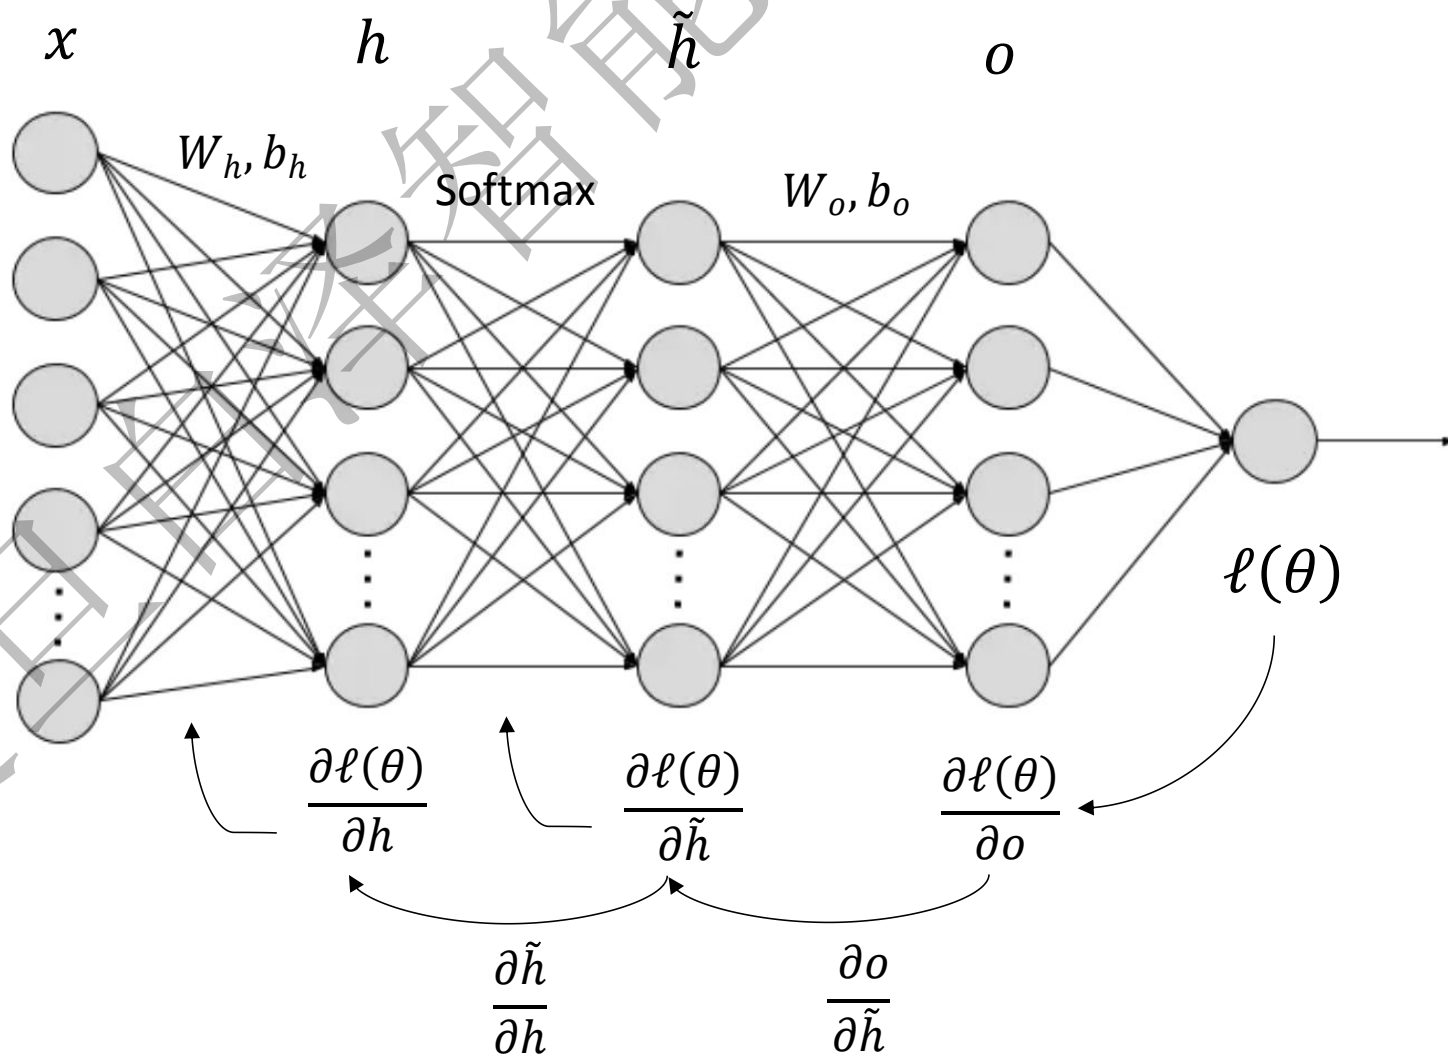 x h h̃ o
W_h, b_h Softmax W_o, b_o
ℓ(θ)
∂ℓ(θ)/∂h ∂ℓ(θ)/∂h̃ ∂ℓ(θ)/∂o
∂h̃/∂h ∂o/∂h̃